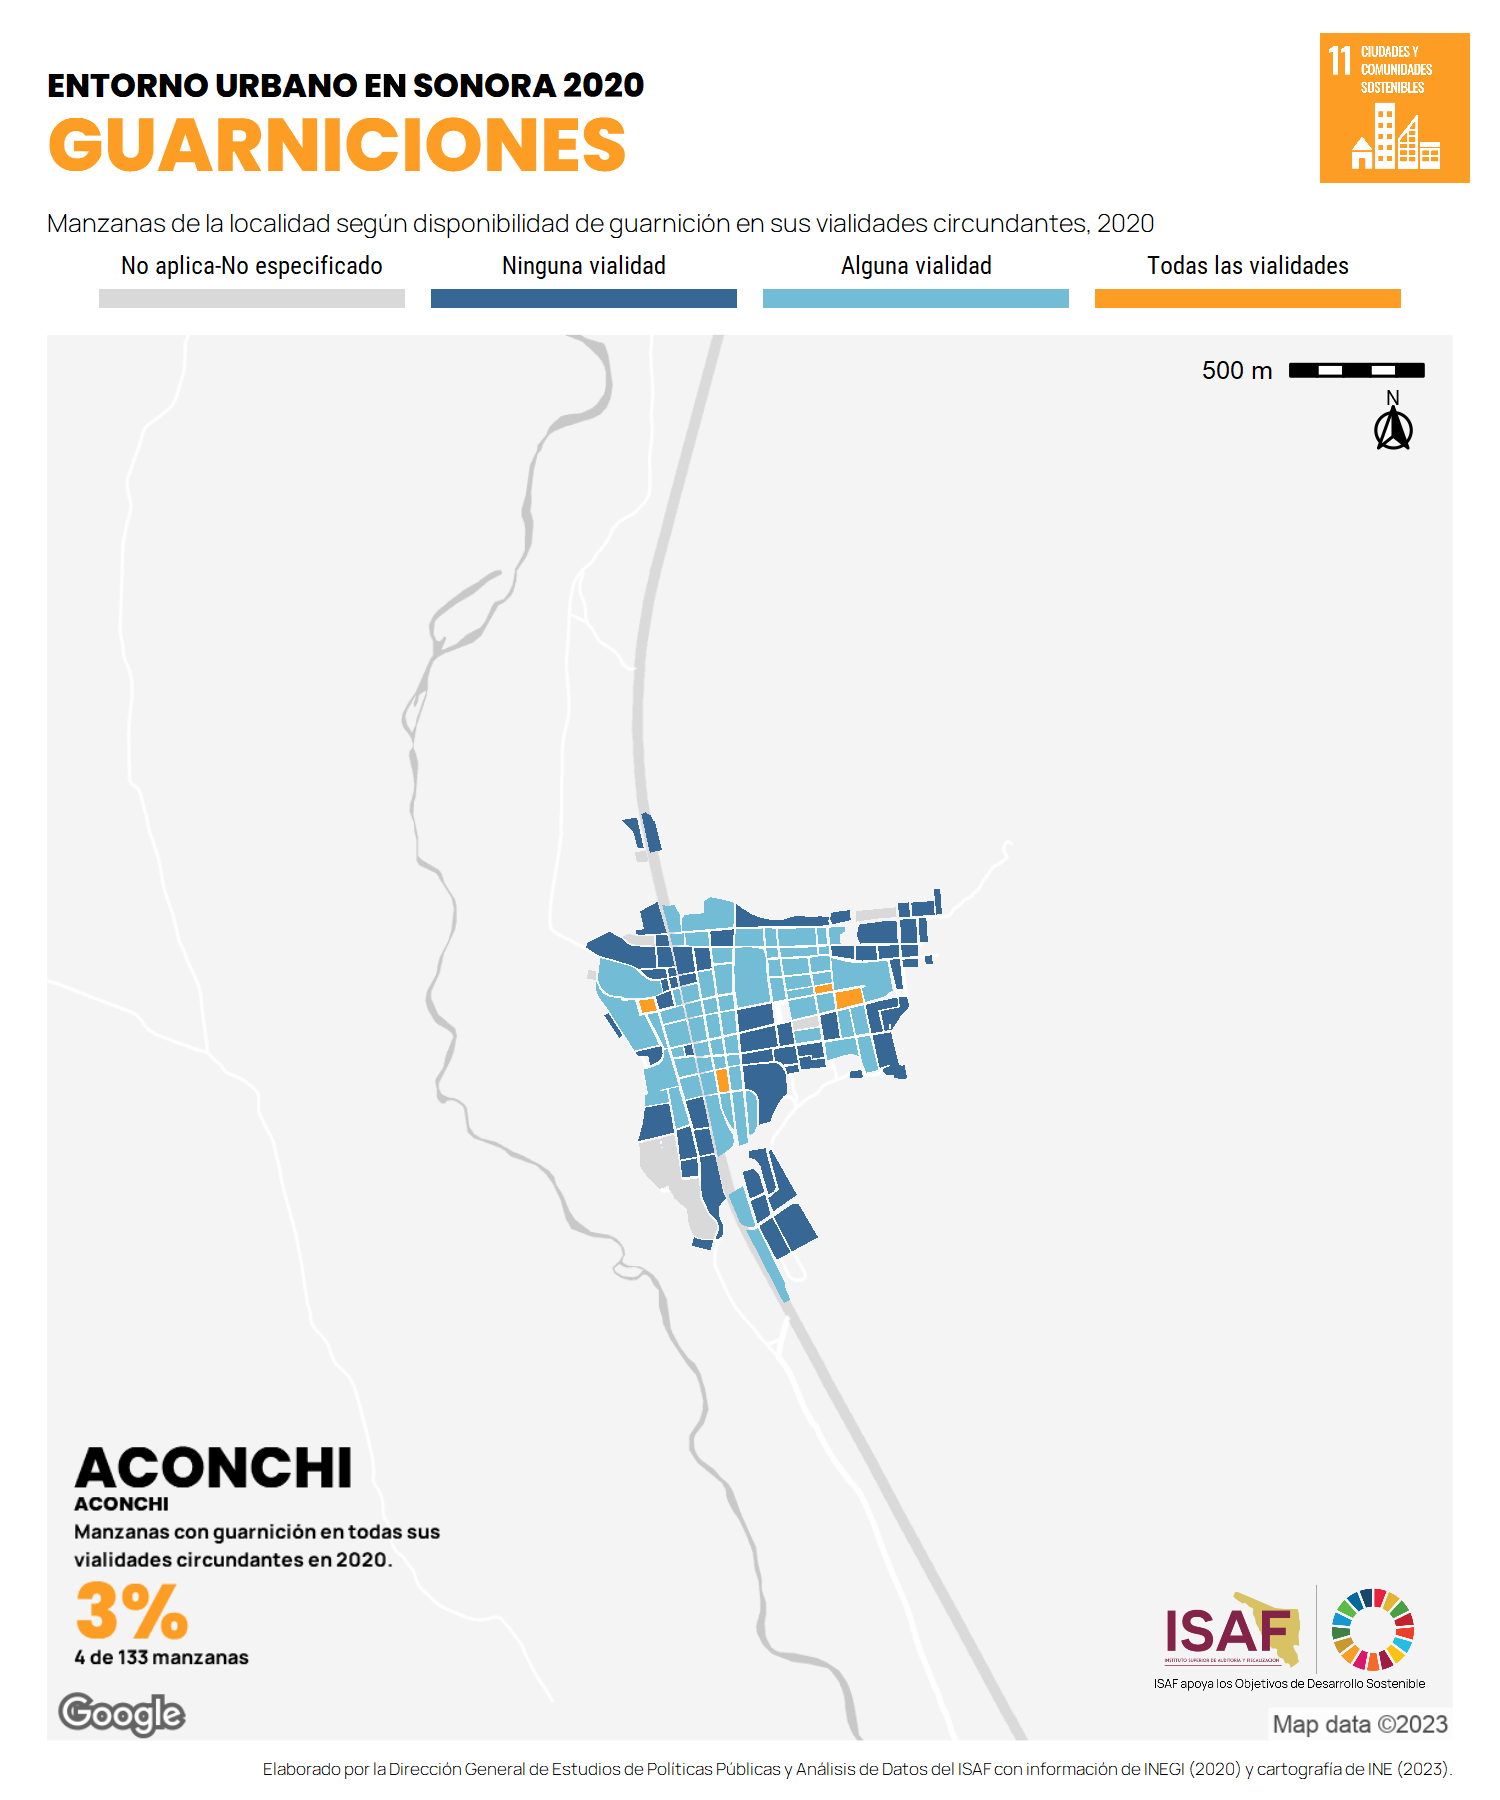 ENTORNO URBANO EN SONORA 2020
GUARNICIONES
11 CIUDADES Y
COMUNIDADES
SOSTENIBLES
Manzanas de la localidad según disponibilidad de guarnición en sus vialidades circundantes, 2020
No aplica-No especificado Ninguna vialidad Alguna vialidad Todas las vialidades
500 m
N
ACONCHI
ACONCHI
Manzanas con guarnición en todas sus
vialidades circundantes en 2020.
3%
4 de 133 manzanas
Google
ISAF
INSTITUTO SUPERIOR DE AUDITORÍA Y FISCALIZACIÓN
ISAF apoya los Objetivos de Desarrollo Sostenible
Map data ©2023
Elaborado por la Dirección General de Estudios de Políticas Públicas y Análisis de Datos del ISAF con información de INEGI (2020) y cartografía de INE (2023).